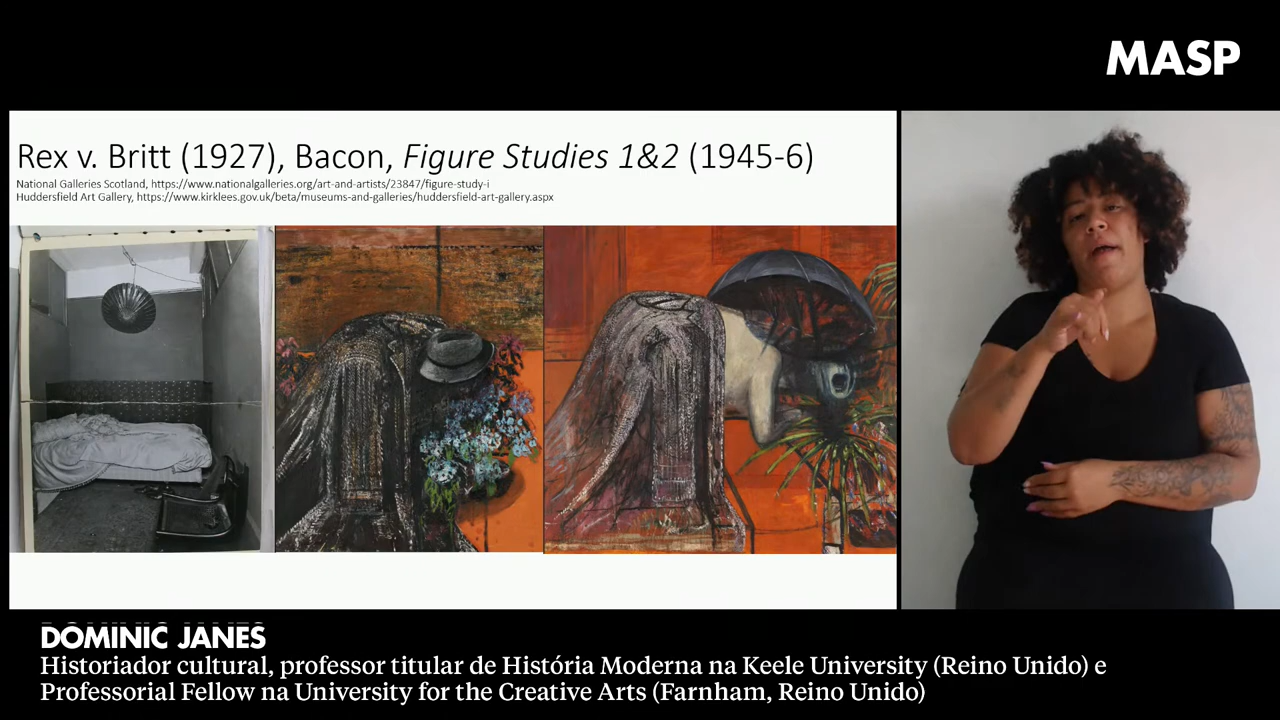 MASP
Rex v. Britt (1927), Bacon, Figure Studies 1&2 (1945-6)
National Galleries Scotland, https://www.nationalgalleries.org/art-and-artists/23847/figure-study-i
Huddersfield Art Gallery, https://www.kirklees.gov.uk/beta/museums-and-galleries/huddersfield-art-gallery.aspx
DOMINIC JANES
Historiador cultural, professor titular de História Moderna na Keele University (Reino Unido) e
Professorial Fellow na University for the Creative Arts (Farnham, Reino Unido)